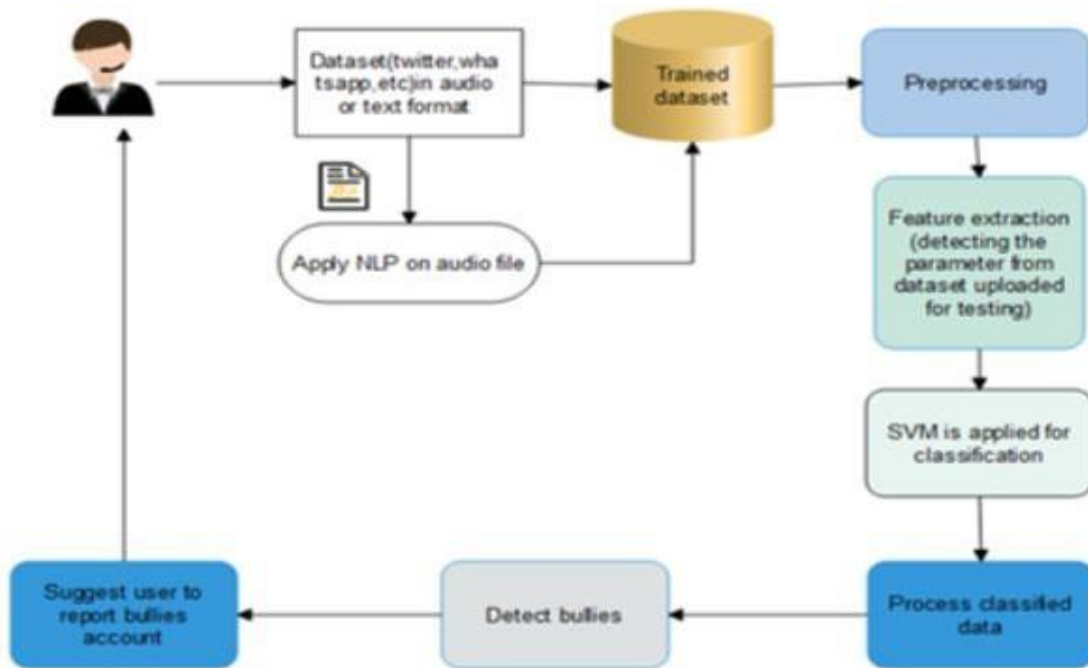 Dataset(twitter,wha
tsapp,etc)in audio
or text format
Trained
dataset
Preprocessing
Apply NLP on audio file
Feature extraction
(detecting the
parameter from
dataset uploaded
for testing)
SVM is applied for
classification
Suggest user to
report bullies
account
Detect bullies
Process classified
data